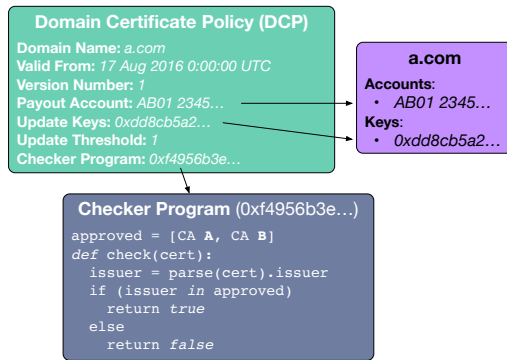 Domain Certificate Policy (DCP)
Domain Name: a.com
Valid From: 17 Aug 2016 0:00:00 UTC
Version Number: 1
Payout Account: AB01 2345…
Update Keys: 0xdd8cb5a2…
Update Threshold: 1
Checker Program: 0xf4956b3e…
a.com
Accounts:
• AB01 2345…
Keys:
• 0xdd8cb5a2…
Checker Program (0xf4956b3e…)
approved = [CA A, CA B]
def check(cert):
  issuer = parse(cert).issuer
  if (issuer in approved)
    return true
  else
    return false